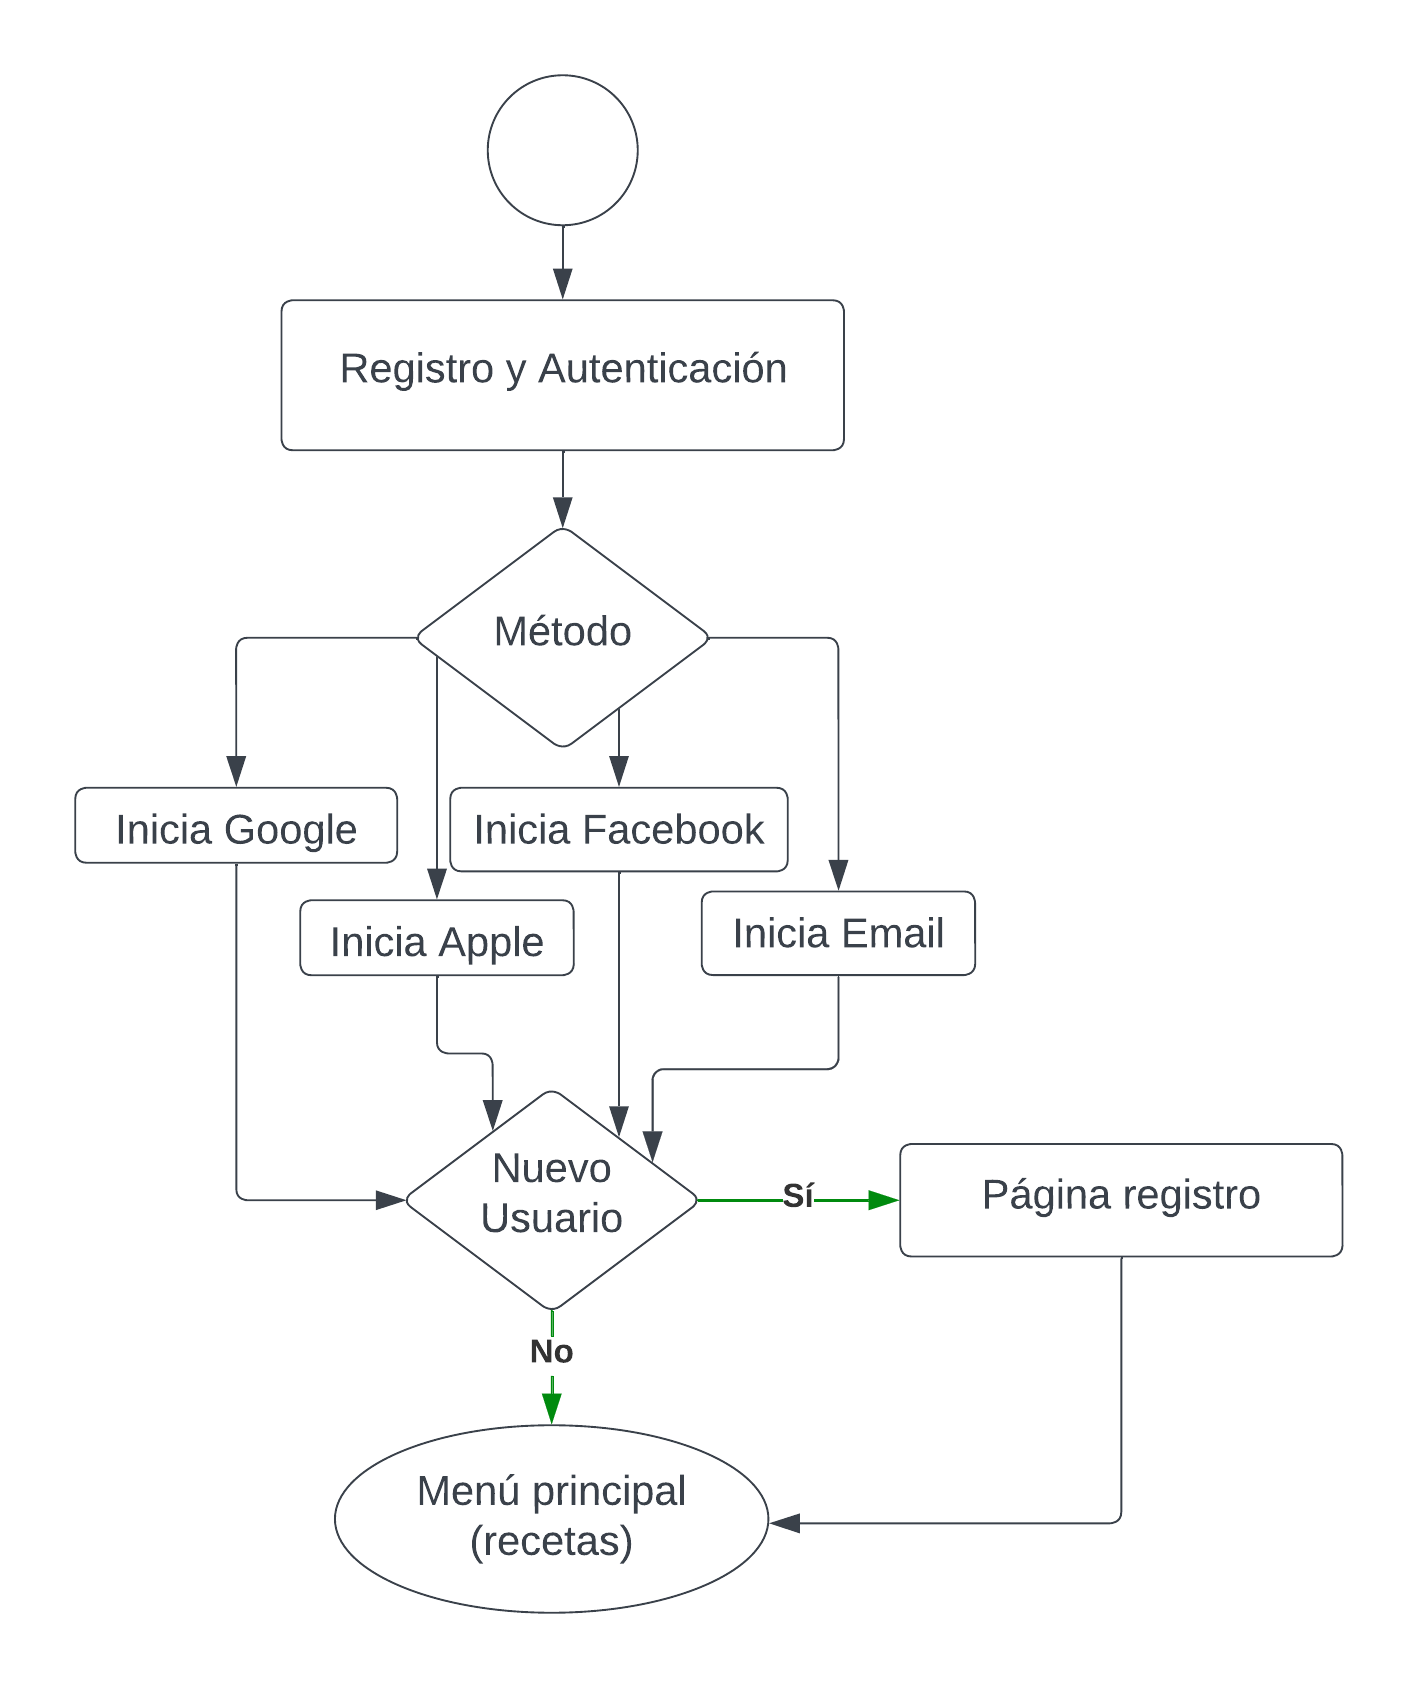 Registro y Autenticación
Método
Inicia Google
Inicia Facebook
Inicia Apple
Inicia Email
Nuevo
Usuario
Sí
Página registro
No
Menú principal
(recetas)